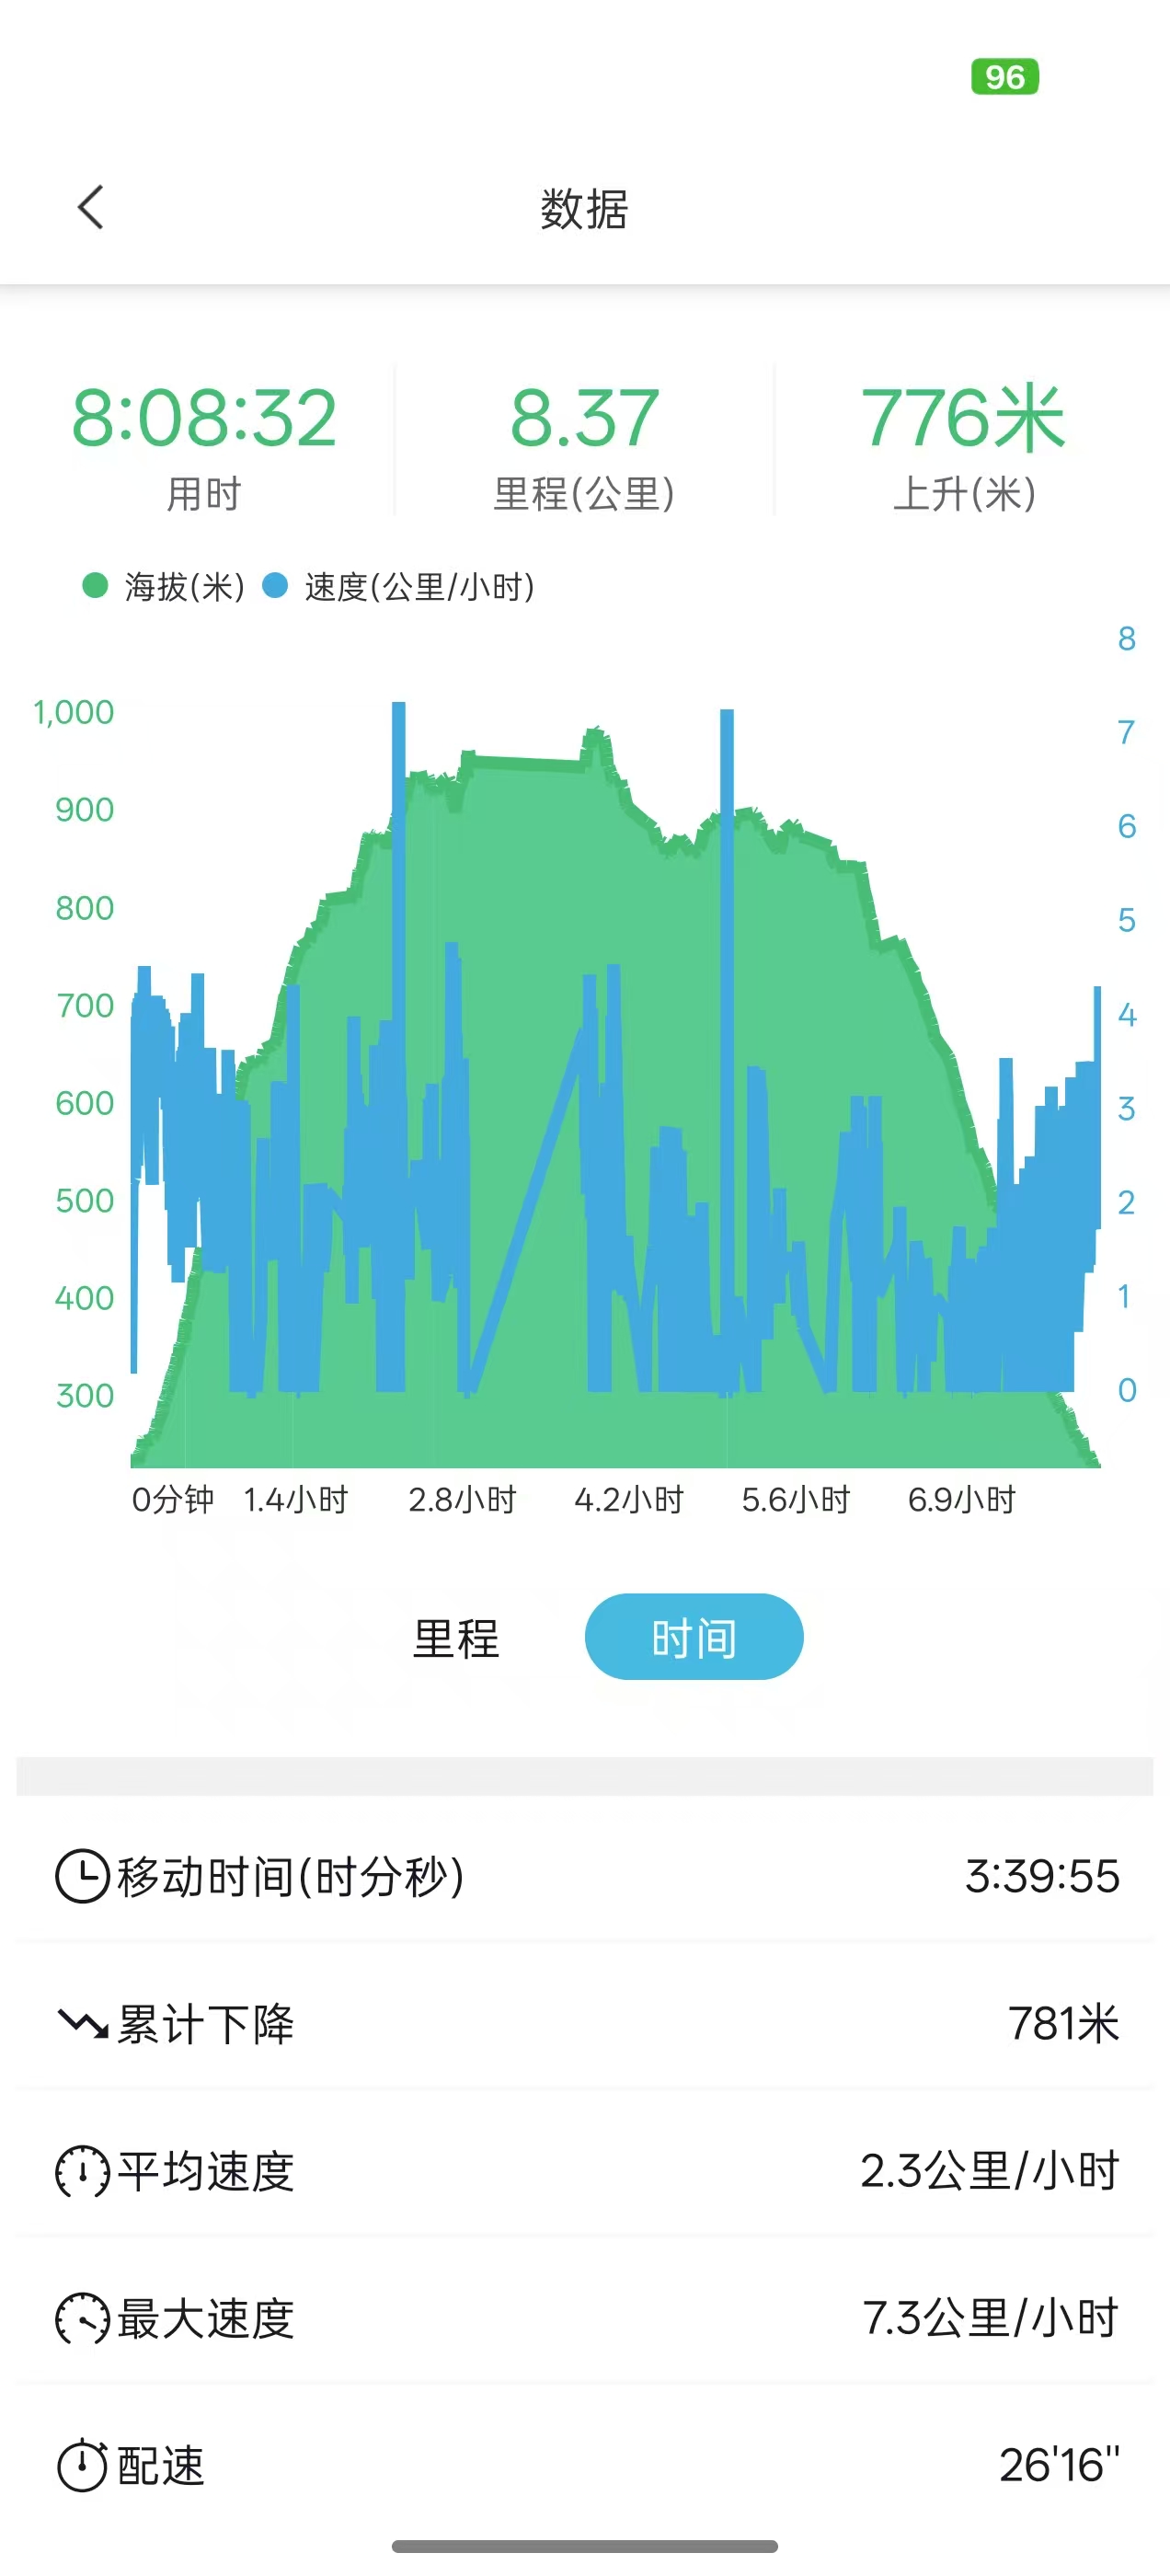 96
数据
8:08:32 8.37 776米
用时 里程(公里) 上升(米)
海拔(米) 速度(公里/小时)
8
1,000
7
900
6
800
5
700
4
600
3
500
2
400
1
300
0
0分钟 1.4小时 2.8小时 4.2小时 5.6小时 6.9小时
里程 时间
移动时间(时分秒) 3:39:55
累计下降 781米
平均速度 2.3公里/小时
最大速度 7.3公里/小时
配速 26'16"